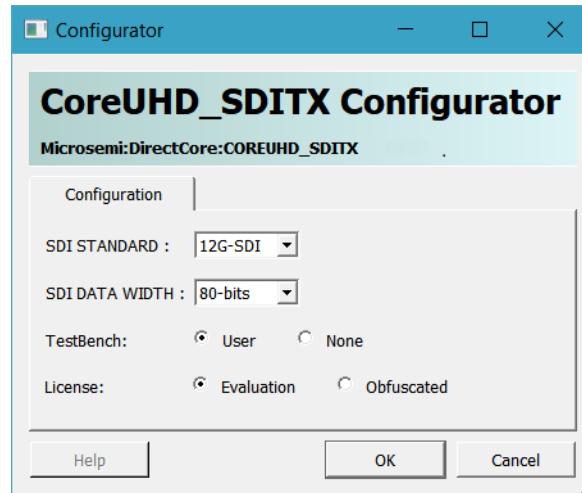 Configurator
CoreUHD_SDITX Configurator
Microsemi:DirectCore:COREUHD_SDITX .
Configuration
SDI STANDARD : 12G-SDI
SDI DATA WIDTH : 80-bits
TestBench: User None
License: Evaluation Obfuscated
Help OK Cancel